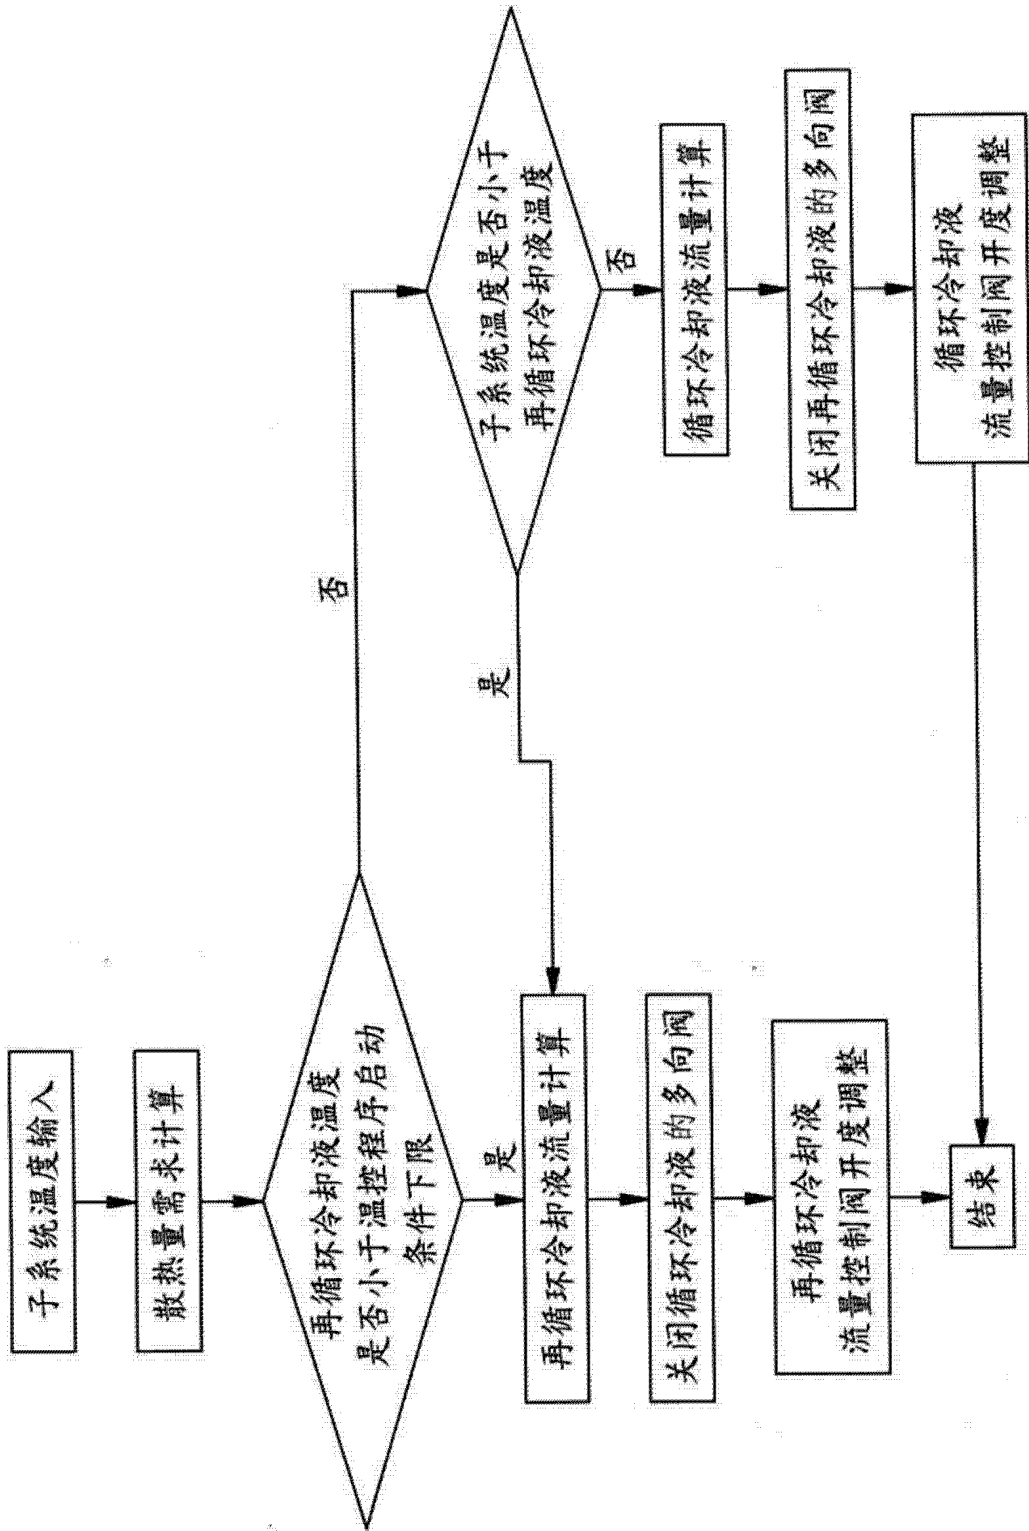 子系统温度输入
散热量需求计算
再循环冷却液温度
是否小于温控程序启动
条件下限
否
是
子系统温度是否小于
再循环冷却液温度
是
否
再循环冷却液流量计算
关闭循环冷却液的多向阀
再循环冷却液
流量控制阀开度调整
循环冷却液流量计算
关闭再循环冷却液的多向阀
循环冷却液
流量控制阀开度调整
结束